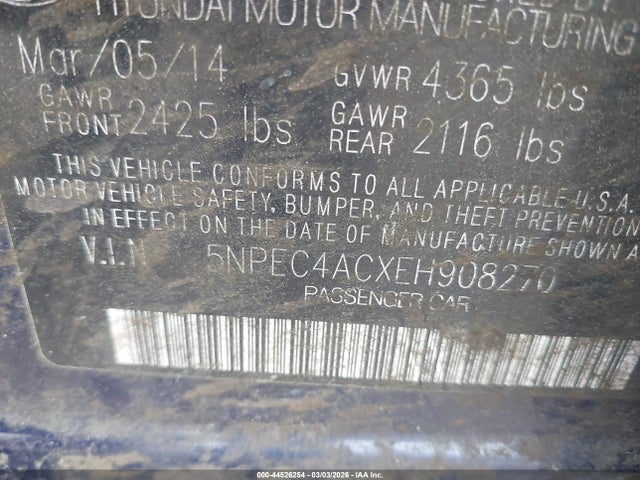 HYUNDAI MOTOR MANUFACTURING
Mar/05/14 GVWR 4365 lbs
GAWR FRONT 2425 lbs GAWR REAR 2116 lbs
THIS VEHICLE CONFORMS TO ALL APPLICABLE U.S.A.
MOTOR VEHICLE SAFETY, BUMPER, AND THEFT PREVENTION
IN EFFECT ON THE DATE OF MANUFACTURE SHOWN A
V.I.N 5NPEC4ACXEH908270
PASSENGER CAR
000-44526254 | 03/03/2026 | IAA Inc.